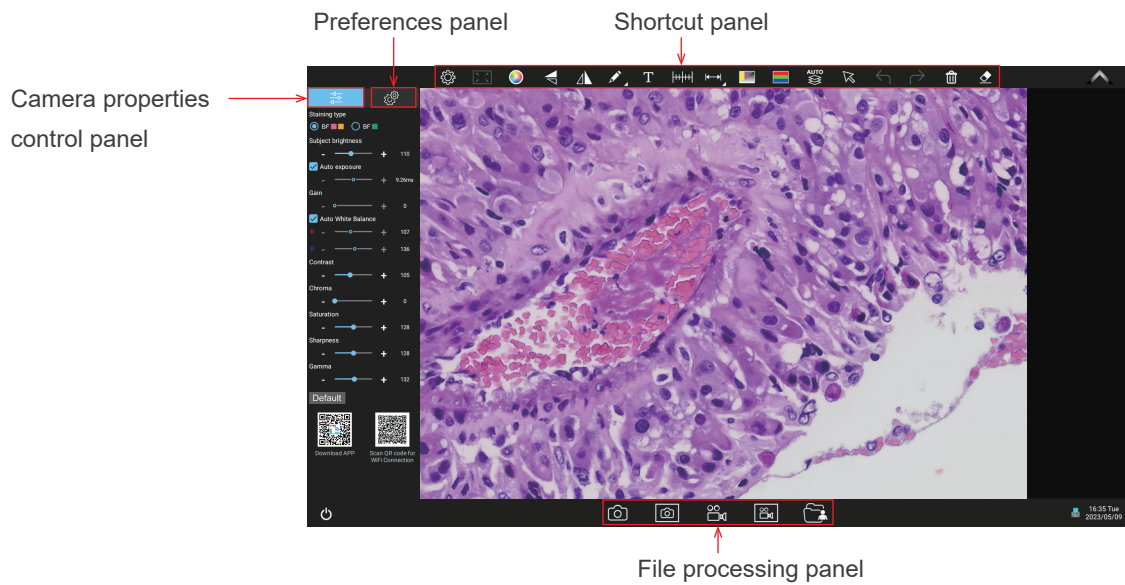 Preferences panel
Shortcut panel
Camera properties
control panel
T
AUTO
Staining type
BF
BF
Subject brightness
- + 110
Auto exposure
- + 9.26ms
Gain
- + 0
Auto White Balance
R - + 107
B - + 136
Contrast
- + 105
Chroma
- + 0
Saturation
- + 128
Sharpness
- + 128
Gamma
- + 132
Default
Download APP
Scan QR code for
WiFi Connection
16:35 Tue
2023/05/09
File processing panel